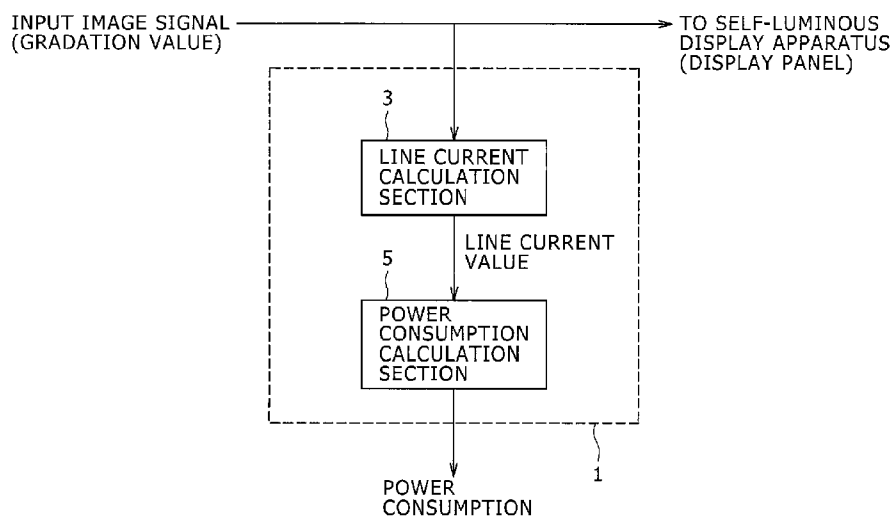 INPUT IMAGE SIGNAL
(GRADATION VALUE)
TO SELF-LUMINOUS
DISPLAY APPARATUS
(DISPLAY PANEL)
3
LINE CURRENT
CALCULATION
SECTION
LINE CURRENT
VALUE
5
POWER
CONSUMPTION
CALCULATION
SECTION
1
POWER
CONSUMPTION